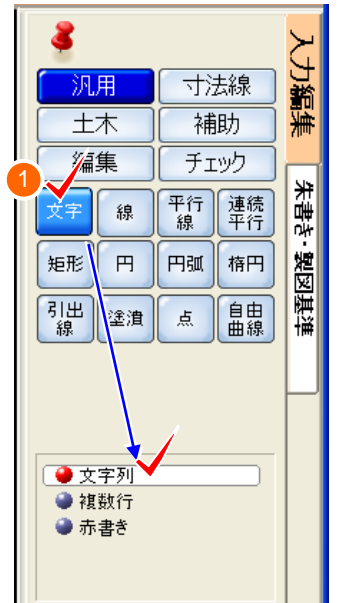 汎用 寸法線
土木 補助
編集 チェック
1
文字 線 平行線 連続平行
矩形 円 円弧 楕円
引出線 塗潰 点 自由曲線
文字列
複数行
赤書き
入力編集
朱書き・製図基準